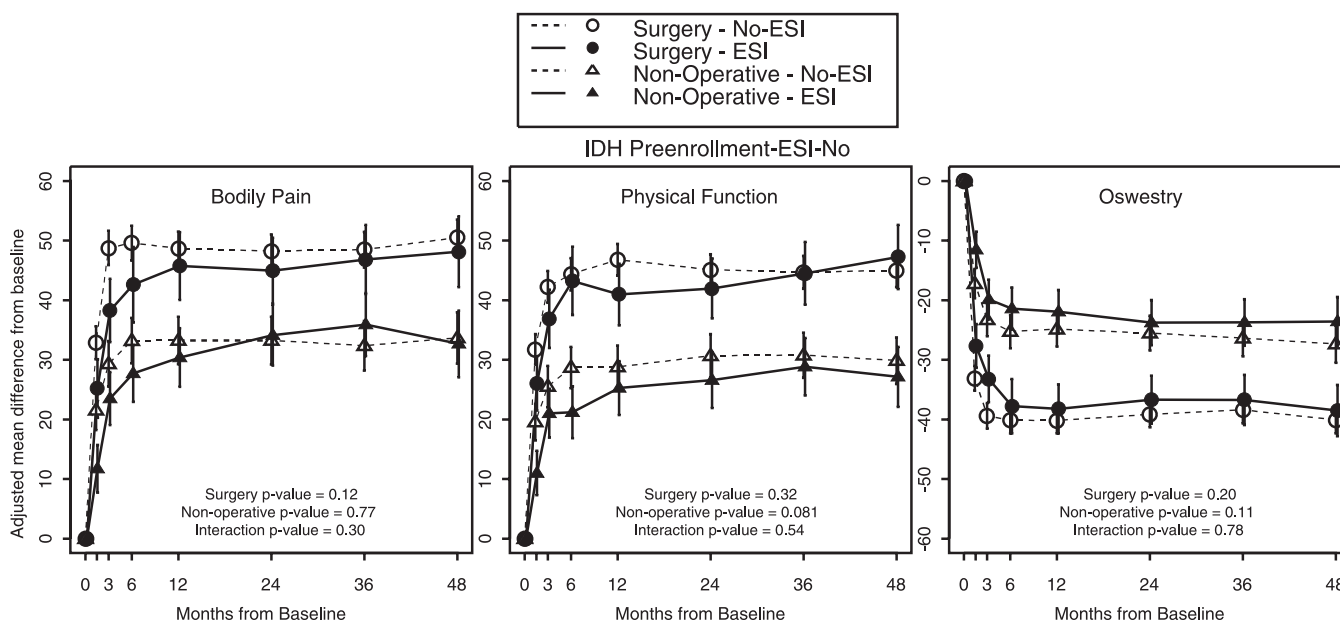 Surgery - No-ESI
Surgery - ESI
Non-Operative - No-ESI
Non-Operative - ESI
IDH Preenrollment-ESI-No
Adjusted mean difference from baseline
Bodily Pain
60
50
40
30
20
10
0
Surgery p-value = 0.12
Non-operative p-value = 0.77
Interaction p-value = 0.30
0 3 6 12 24 36 48
Months from Baseline
Physical Function
60
50
40
30
20
10
0
Surgery p-value = 0.32
Non-operative p-value = 0.081
Interaction p-value = 0.54
0 3 6 12 24 36 48
Months from Baseline
Oswestry
0
-10
-20
-30
-40
-50
-60
Surgery p-value = 0.20
Non-operative p-value = 0.11
Interaction p-value = 0.78
0 3 6 12 24 36 48
Months from Baseline